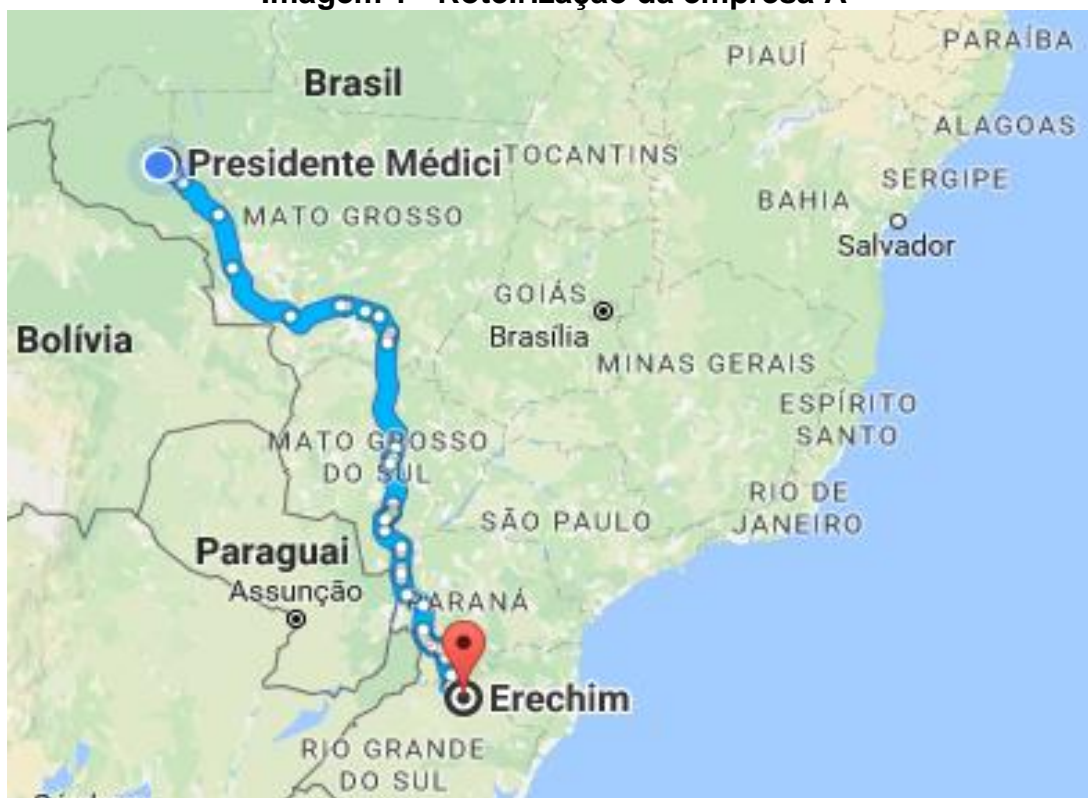 Imagem 1 - Roteirização da empresa A
PARAÍBA
PIAUÍ
Brasil
ALAGOAS
Presidente Médici
TOCANTINS
SERGIPE
BAHIA
MATO GROSSO
Salvador
GOIÁS
Brasília
Bolívia
MINAS GERAIS
ESPÍRITO
SANTO
MATO GROSSO
DO SUL
RIO DE
JANEIRO
SÃO PAULO
Paraguai
Assunção
PARANÁ
Erechim
RIO GRANDE
DO SUL